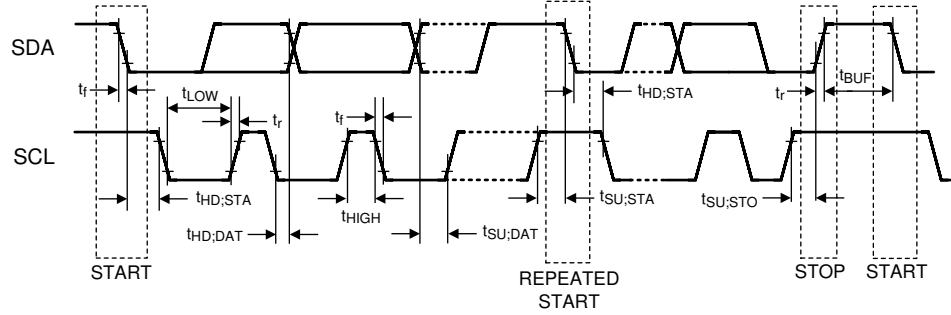 SDA
t_f
t_LOW
t_r
t_f
t_HD;STA
t_r
t_BUF
SCL
t_HD;STA
t_HD;DAT
t_HIGH
t_SU;DAT
t_SU;STA
t_SU;STO
START
REPEATED
START
STOP
START